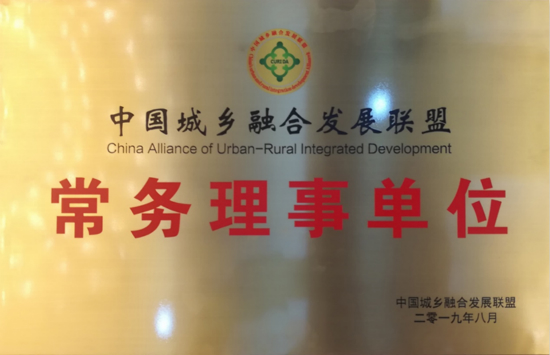 中国城乡融合发展联盟
China Alliance of Urban-Rural Integrated Development
常务理事单位
中国城乡融合发展联盟
二零一九年八月